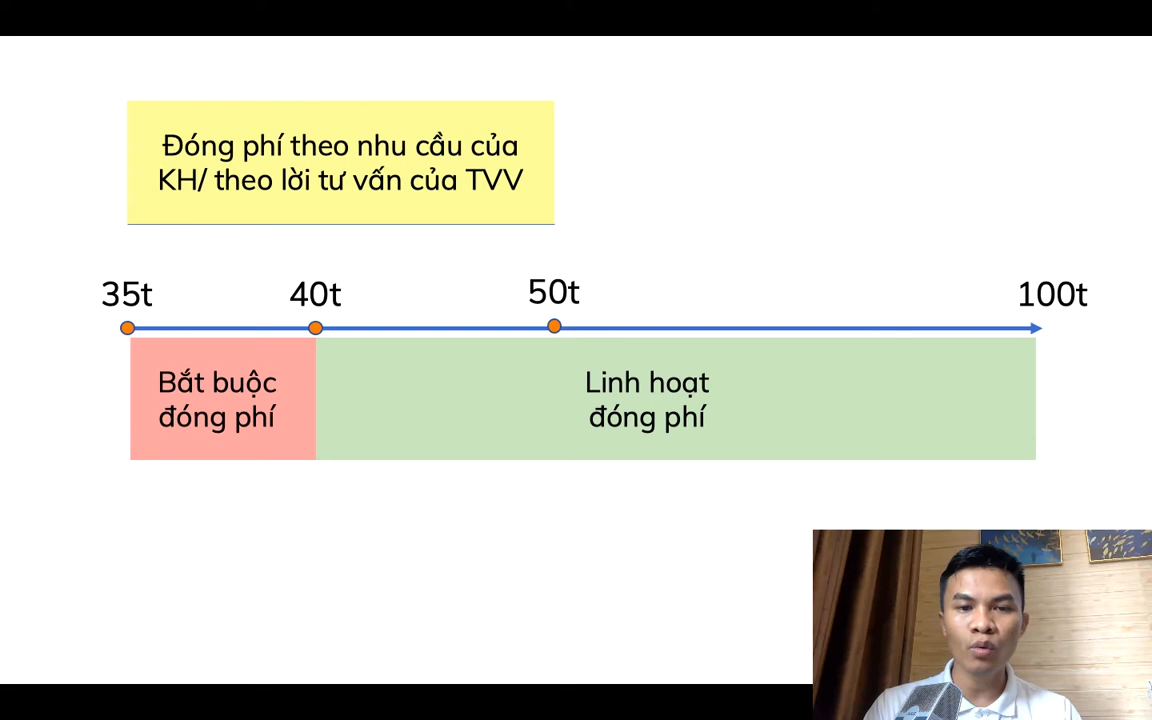 Đóng phí theo nhu cầu của
KH/ theo lời tư vấn của TVV
35t
40t
50t
100t
Bắt buộc
đóng phí
Linh hoạt
đóng phí